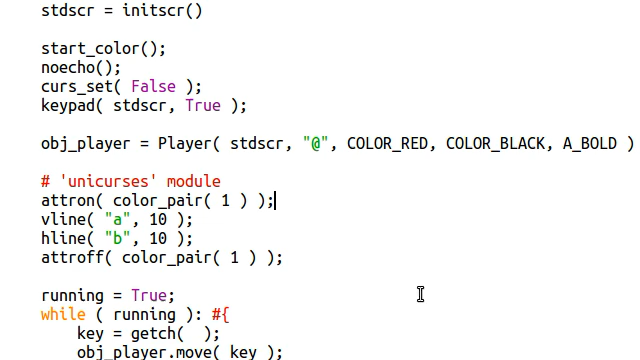 stdscr = initscr()
start_color();
noecho();
curs_set( False );
keypad( stdscr, True );
obj_player = Player( stdscr, "@", COLOR_RED, COLOR_BLACK, A_BOLD )
# 'unicurses' module
attron( color_pair( 1 ) );
vline( "a", 10 );
hline( "b", 10 );
attroff( color_pair( 1 ) );
running = True;
while ( running ): #{
key = getch(  );
obj_player.move( key );